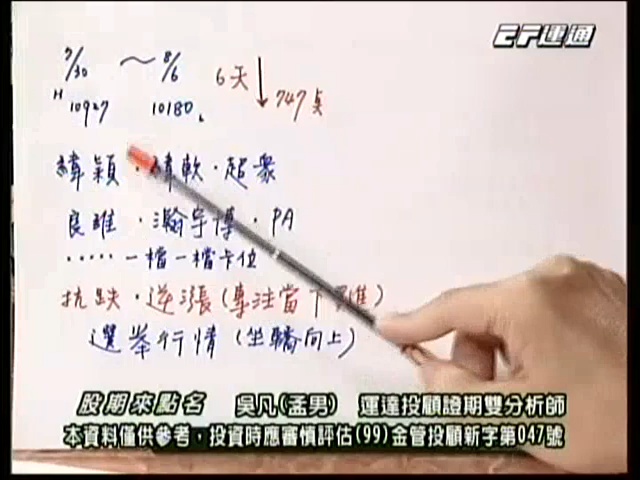 EF運通
7/30 ～ 8/6 6天 ↓ 747点
H 10927 10180 L
緯穎．緯軟．超眾
良維．瀚宇博．PA
.....一檔一檔卡位
抗跌．逆漲(專注當下
選举行情(坐轎向上)
股期來點名 吳凡(孟男) 運達投顧證期雙分析師
本資料僅供參考，投資時應審慎評估(99)金管投顧新字第047號